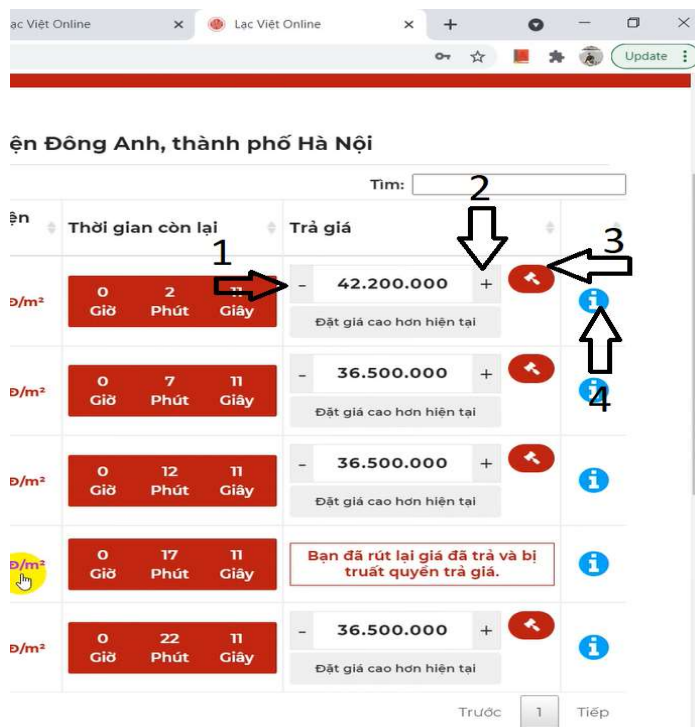 ạc Việt Online
Lạc Việt Online
Update
ện Đông Anh, thành phố Hà Nội
Tìm:
2
ện
Thời gian còn lại
Trả giá
1
3
Đ/m²
0 2 11
Giờ Phút Giây
- 42.200.000 +
Đặt giá cao hơn hiện tại
4
Đ/m²
0 7 11
Giờ Phút Giây
- 36.500.000 +
Đặt giá cao hơn hiện tại
Đ/m²
0 12 11
Giờ Phút Giây
- 36.500.000 +
Đặt giá cao hơn hiện tại
Đ/m²
0 17 11
Giờ Phút Giây
Bạn đã rút lại giá đã trả và bị
truất quyền trả giá.
Đ/m²
0 22 11
Giờ Phút Giây
- 36.500.000 +
Đặt giá cao hơn hiện tại
Trước 1 Tiếp